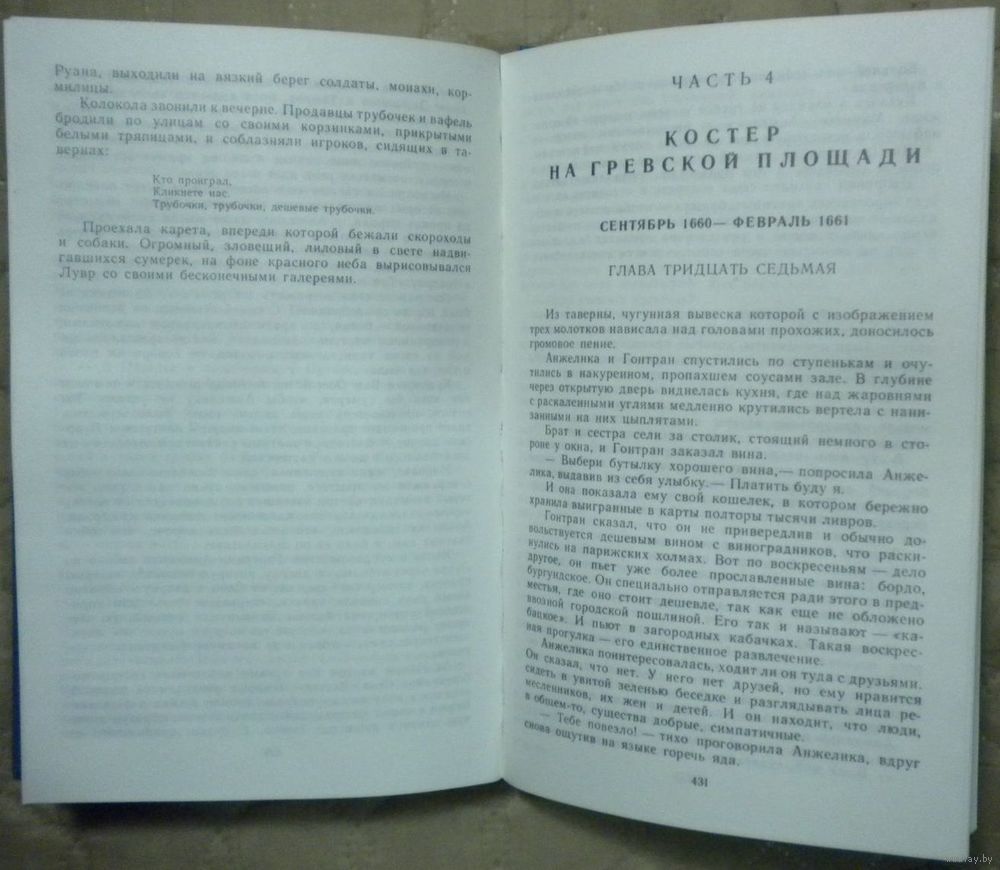 Руана, выходили на вязкий берег солдаты, монахи, кор-
милицы.
Колокола звонили к вечерне. Продавцы трубочек и вафель
бродили по улицам со своими корзинками, прикрытыми
белыми тряпицами, и соблазняли игроков, сидящих в та-
вернах:
Кто проиграл,
Кликнете нас.
Трубочки, трубочки, дешевые трубочки.
Проехала карета, впереди которой бежали скороходы
и собаки. Огромный, зловещий, лиловый в свете надви-
гавшихся сумерек, на фоне красного неба вырисовывался
Лувр со своими бесконечными галереями.
ЧАСТЬ 4
КОСТЕР
НА ГРЕВСКОЙ ПЛОЩАДИ
СЕНТЯБРЬ 1660— ФЕВРАЛЬ 1661
ГЛАВА ТРИДЦАТЬ СЕДЬМАЯ
Из таверны, чугунная вывеска которой с изображением
трех молотков нависала над головами прохожих, доносилось
громовое пение.
Анжелика и Гонтран спустились по ступенькам и очу-
тились в накуренном, пропахшем соусами зале. В глубине
через открытую дверь виднелась кухня, где над жаровнями
с раскаленными углями медленно крутились вертела с нани-
занными на них цыплятами.
Брат и сестра сели за столик, стоящий немного в сто-
роне у окна, и Гонтран заказал вина.
— Выбери бутылку хорошего вина,— попросила Анже-
лика, выдавив из себя улыбку.— Платить буду я.
И она показала ему свой кошелек, в котором бережно
хранила выигранные в карты полторы тысячи ливров.
Гонтран сказал, что он не привередлив и обычно до-
вольствуется дешевым вином с виноградников, что раски-
нулись на парижских холмах. Вот по воскресеньям — дело
другое, он пьет уже более прославленные вина: бордо,
бургундское. Он специально отправляется ради этого в пред-
местья, где оно стоит дешевле, так как еще не обложено
ввозной городской пошлиной. Его так и называют — «ка-
бацкое». И пьют в загородных кабачках. Такая воскрес-
ная прогулка — его единственное развлечение.
Анжелика поинтересовалась, ходит ли он туда с друзьями.
Он сказал, что нет. У него нет друзей, но ему нравится
сидеть в увитой зеленью беседке и разглядывать лица ре-
месленников, их жен и детей. И он находит, что люди,
в общем-то, существа добрые, симпатичные.
— Тебе повезло! — тихо проговорила Анжелика, вдруг
снова ощутив на языке горечь яда.
431